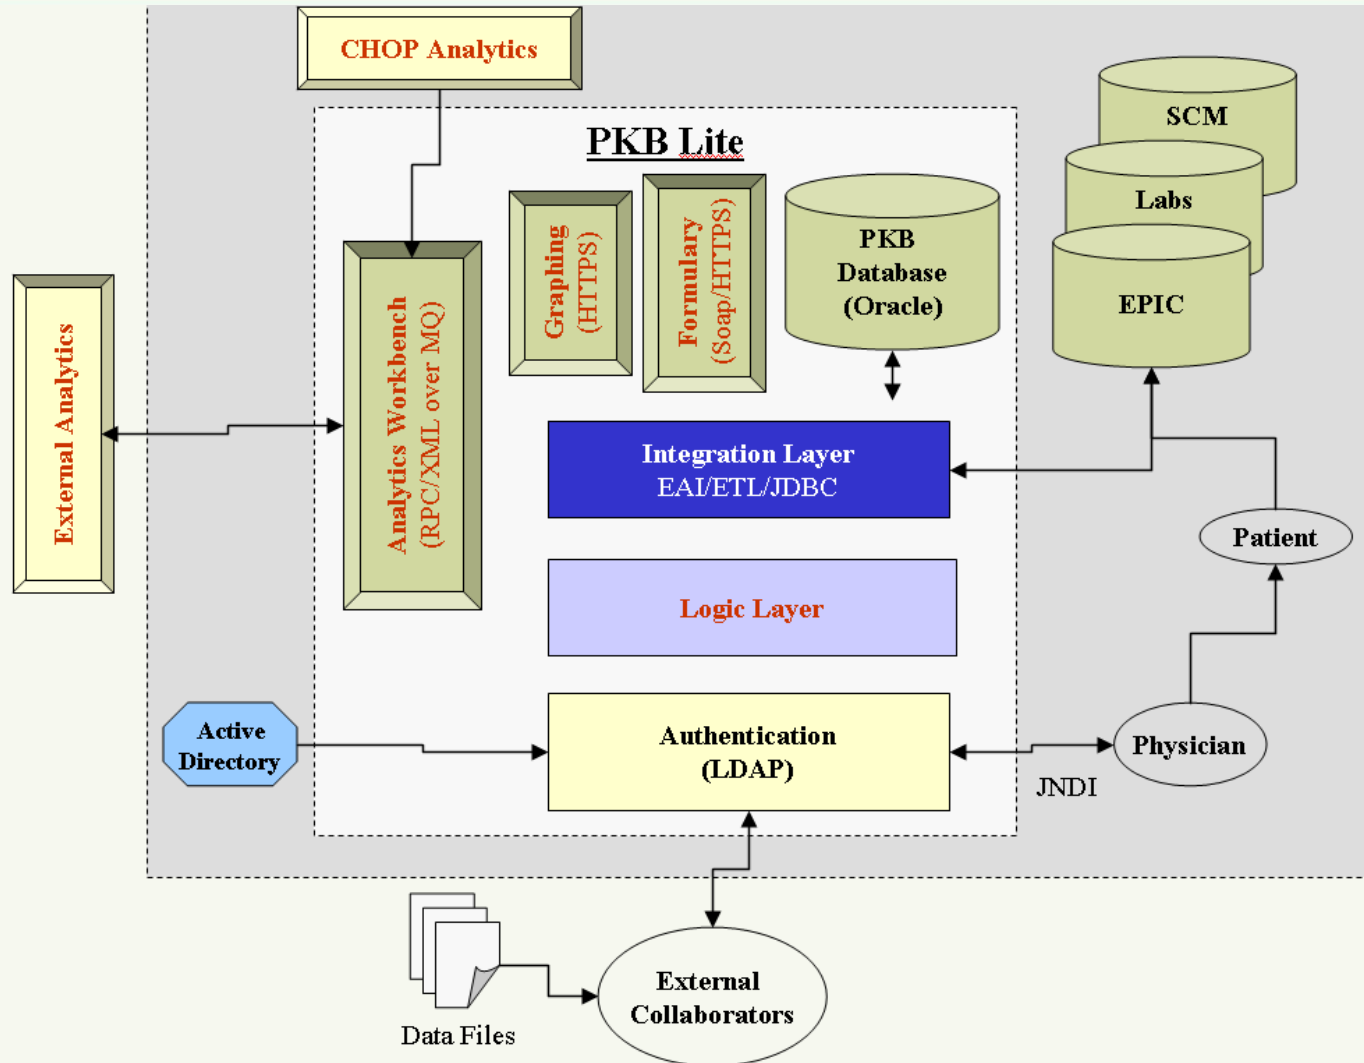 CHOP Analytics
PKB Lite
SCM
Labs
EPIC
PKB
Database
(Oracle)
Graphing
(HTTPS)
Formulary
(Soap/HTTPS)
Analytics Workbench
(RPC/XML over MQ)
External Analytics
Integration Layer
EAI/ETL/JDBC
Patient
Logic Layer
Active
Directory
Authentication
(LDAP)
Physician
JNDI
External
Collaborators
Data Files